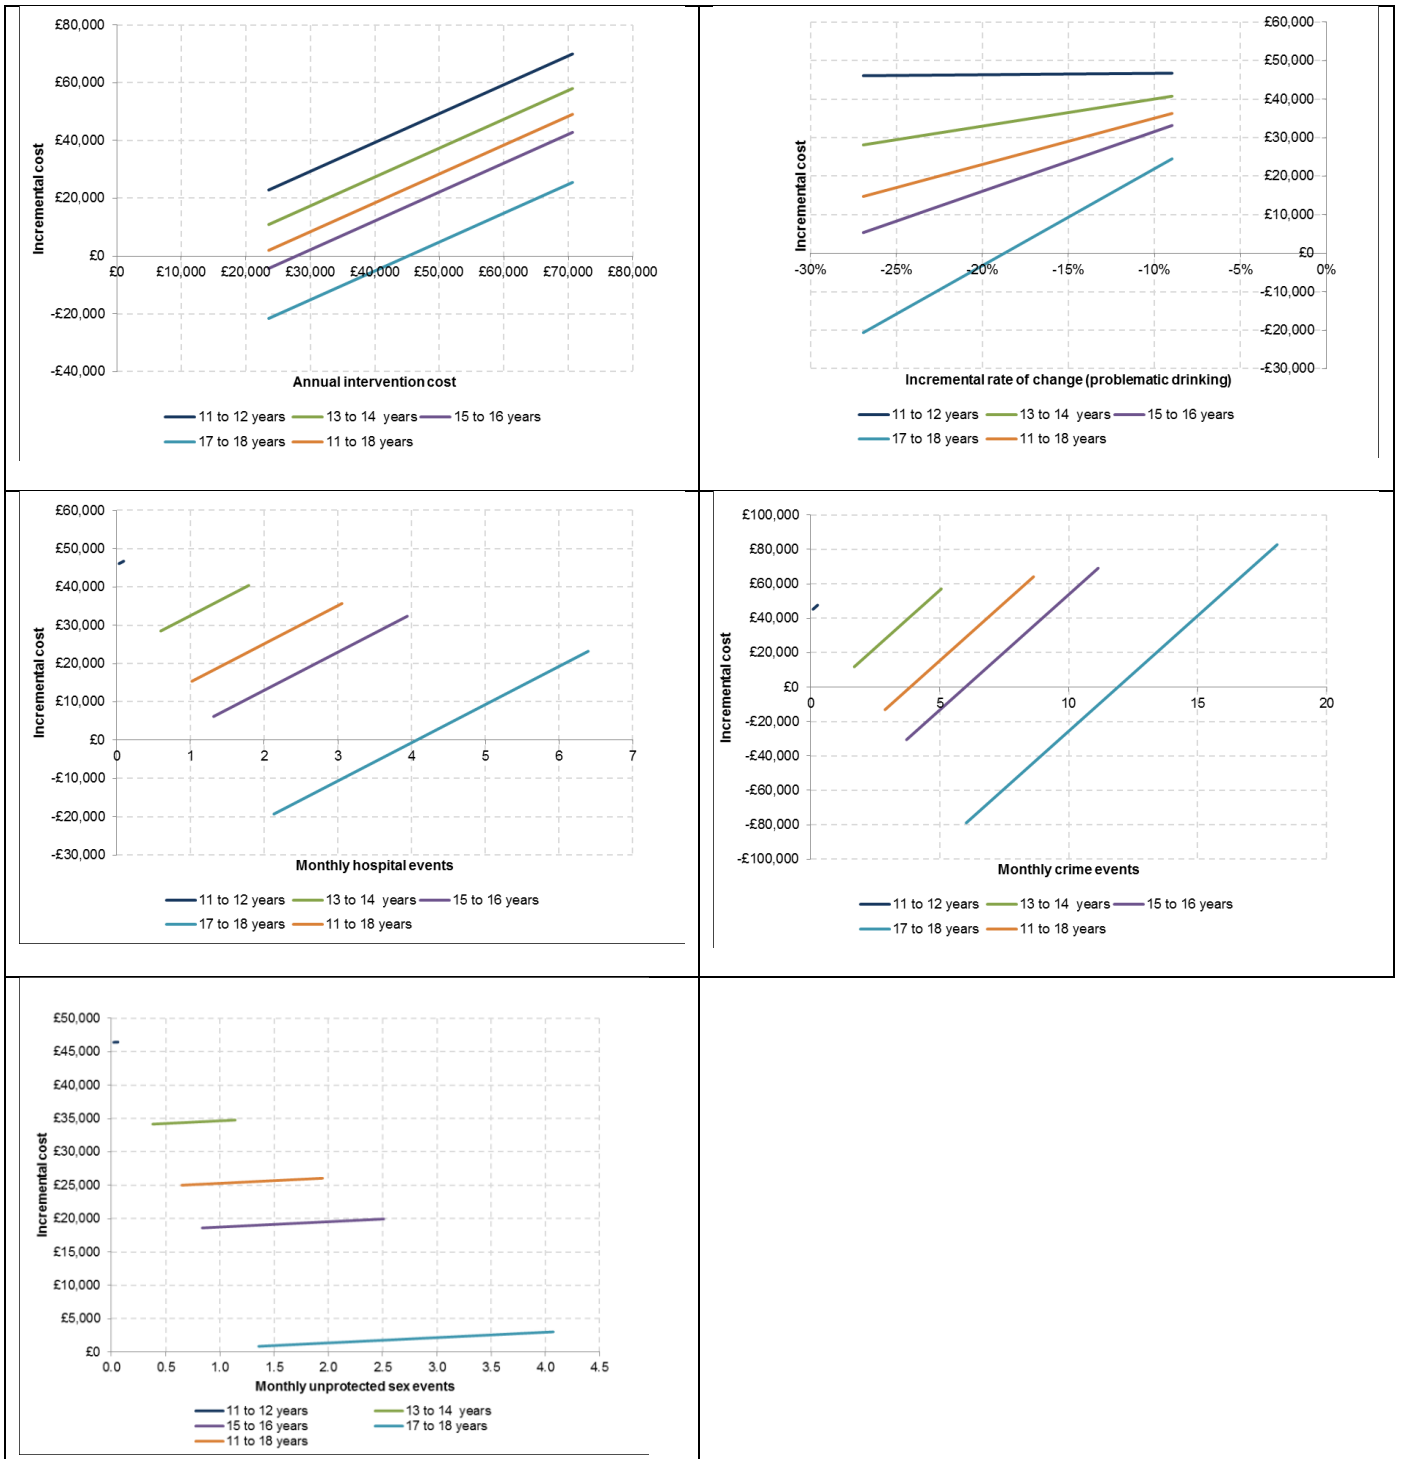 £80,000
£60,000
£40,000
£20,000
£0
-£20,000
-£40,000
£0 £10,000 £20,000 £30,000 £40,000 £50,000 £60,000 £70,000 £80,000
Incremental cost
Annual intervention cost
11 to 12 years 13 to 14 years 15 to 16 years
17 to 18 years 11 to 18 years
£60,000
£50,000
£40,000
£30,000
£20,000
£10,000
£0
-£10,000
-£20,000
-£30,000
-30% -25% -20% -15% -10% -5% 0%
Incremental cost
Incremental rate of change (problematic drinking)
11 to 12 years 13 to 14 years 15 to 16 years
17 to 18 years 11 to 18 years
£60,000
£50,000
£40,000
£30,000
£20,000
£10,000
£0
-£10,000
-£20,000
-£30,000
0 1 2 3 4 5 6 7
Incremental cost
Monthly hospital events
11 to 12 years 13 to 14 years 15 to 16 years
17 to 18 years 11 to 18 years
£100,000
£80,000
£60,000
£40,000
£20,000
£0
-£20,000
-£40,000
-£60,000
-£80,000
-£100,000
0 5 10 15 20
Incremental cost
Monthly crime events
11 to 12 years 13 to 14 years 15 to 16 years
17 to 18 years 11 to 18 years
£50,000
£45,000
£40,000
£35,000
£30,000
£25,000
£20,000
£15,000
£10,000
£5,000
£0
0.0 0.5 1.0 1.5 2.0 2.5 3.0 3.5 4.0 4.5
Incremental cost
Monthly unprotected sex events
11 to 12 years 13 to 14 years
15 to 16 years 17 to 18 years
11 to 18 years